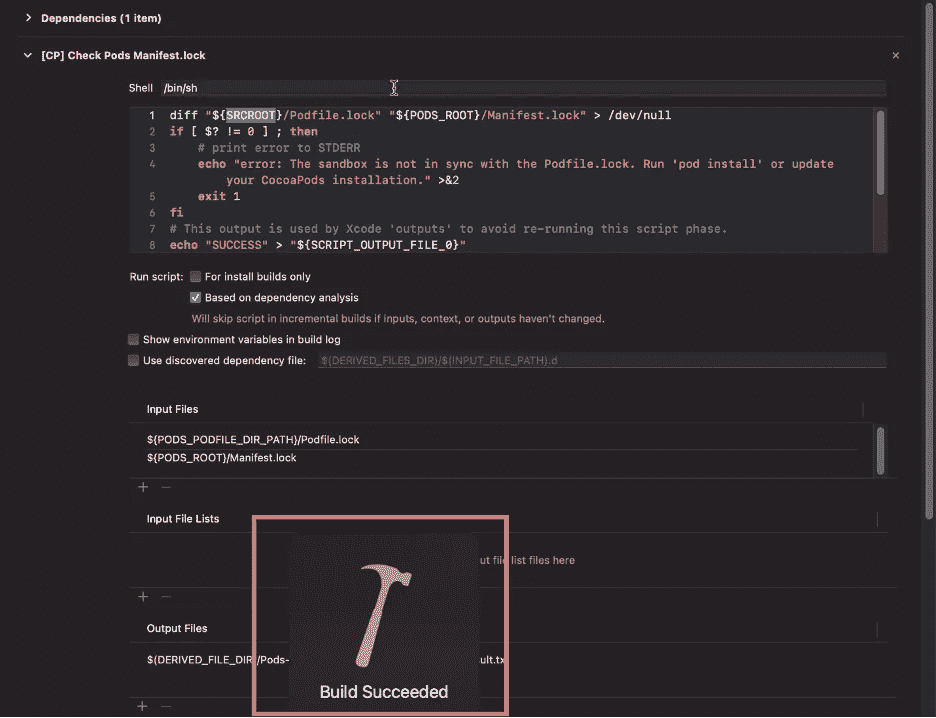 Dependencies (1 item)
[CP] Check Pods Manifest.lock
Shell /bin/sh
1 diff "${SRCROOT}/Podfile.lock" "${PODS_ROOT}/Manifest.lock" > /dev/null
2 if [ $? != 0 ] ; then
3 # print error to STDERR
4 echo "error: The sandbox is not in sync with the Podfile.lock. Run 'pod install' or update
your CocoaPods installation." >&2
5 exit 1
6 fi
7 # This output is used by Xcode 'outputs' to avoid re-running this script phase.
8 echo "SUCCESS" > "${SCRIPT_OUTPUT_FILE_0}"
Run script: For install builds only
Based on dependency analysis
Will skip script in incremental builds if inputs, context, or outputs haven't changed.
Show environment variables in build log
Use discovered dependency file: $(DERIVED_FILES_DIR)/$(INPUT_FILE_PATH).d
Input Files
${PODS_PODFILE_DIR_PATH}/Podfile.lock
${PODS_ROOT}/Manifest.lock
Input File Lists
file list files here
Output Files
$(DERIVED_FILE_DIR)/Pods-
Build Succeeded